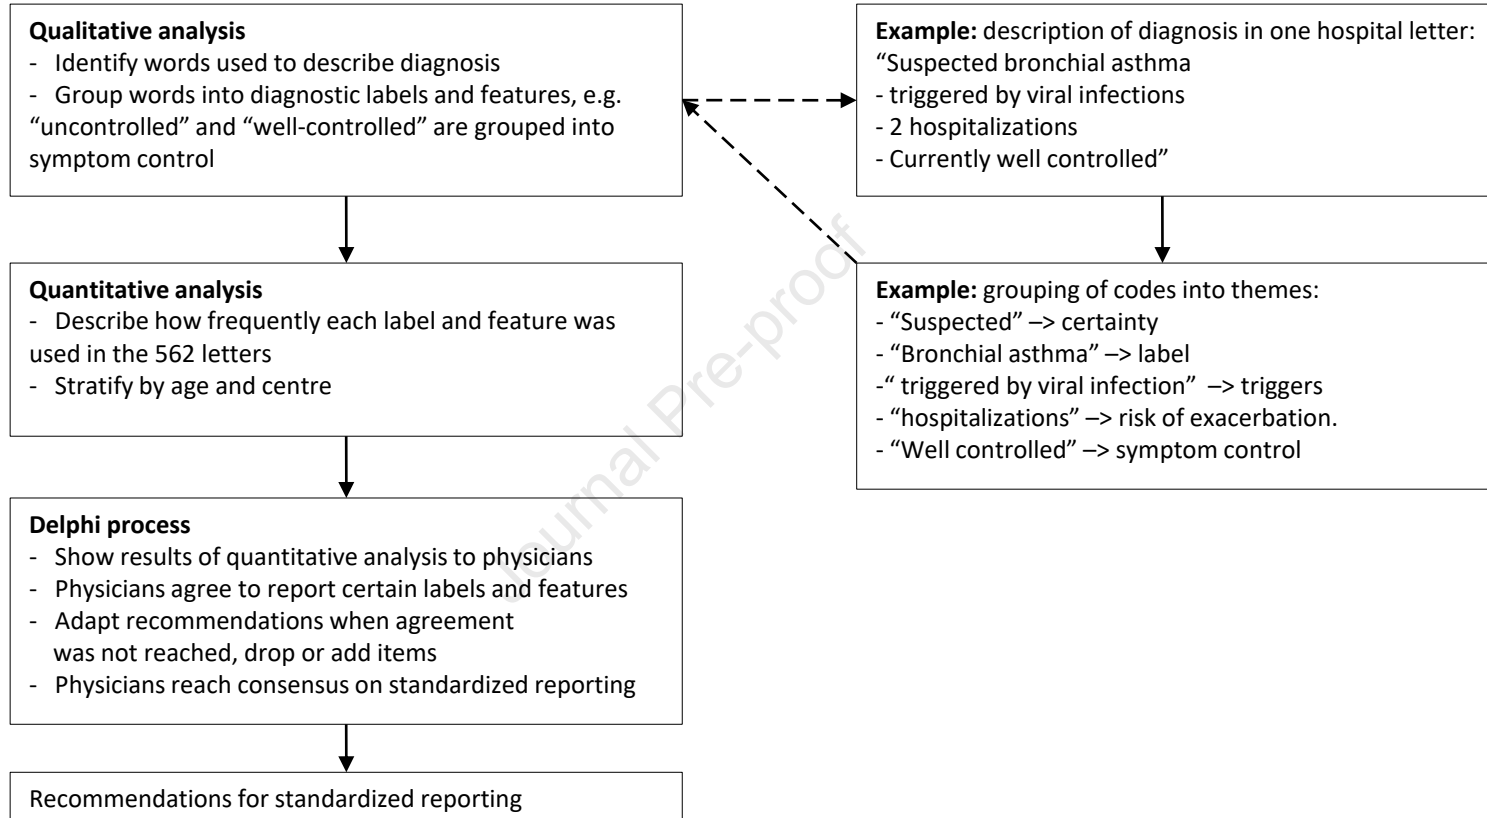 Qualitative analysis
- Identify words used to describe diagnosis
- Group words into diagnostic labels and features, e.g.
“uncontrolled” and “well-controlled” are grouped into
symptom control
Example: description of diagnosis in one hospital letter:
“Suspected bronchial asthma
- triggered by viral infections
- 2 hospitalizations
- Currently well controlled”
Quantitative analysis
- Describe how frequently each label and feature was
used in the 562 letters
- Stratify by age and centre
Example: grouping of codes into themes:
- “Suspected” –> certainty
- “Bronchial asthma” –> label
-“ triggered by viral infection” –> triggers
- “hospitalizations” –> risk of exacerbation.
- “Well controlled” –> symptom control
Delphi process
- Show results of quantitative analysis to physicians
- Physicians agree to report certain labels and features
- Adapt recommendations when agreement
was not reached, drop or add items
- Physicians reach consensus on standardized reporting
Recommendations for standardized reporting
Journal Pre-proof